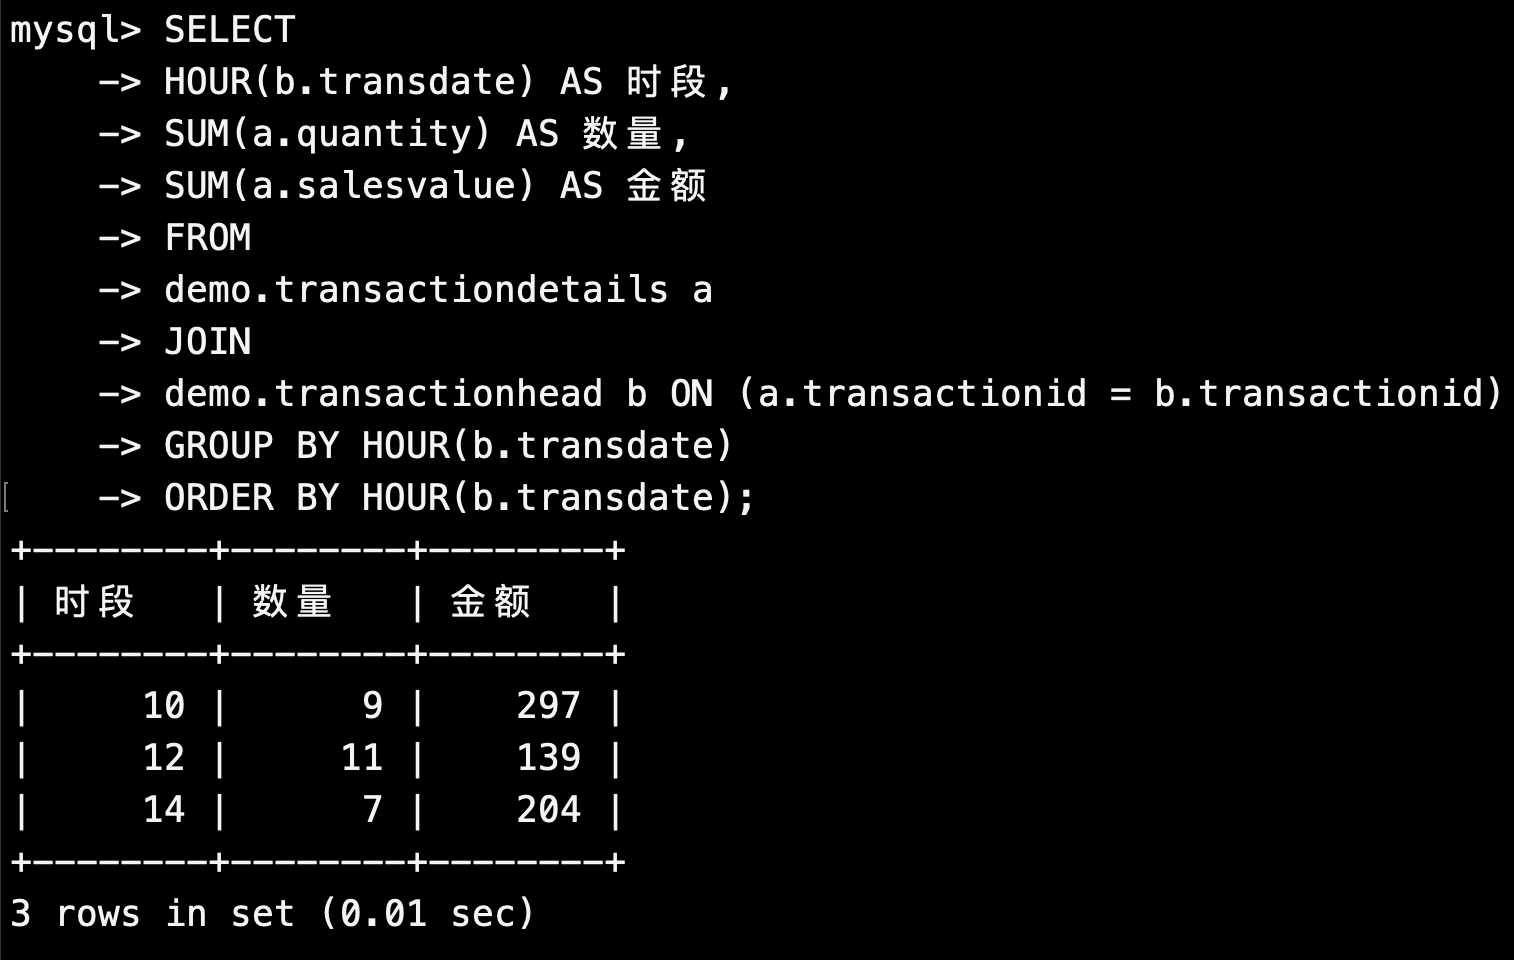 mysql> SELECT
    -> HOUR(b.transdate) AS 时段,
    -> SUM(a.quantity) AS 数量,
    -> SUM(a.salesvalue) AS 金额
    -> FROM
    -> demo.transactiondetails a
    -> JOIN
    -> demo.transactionhead b ON (a.transactionid = b.transactionid)
    -> GROUP BY HOUR(b.transdate)
[   -> ORDER BY HOUR(b.transdate);
+--------+--------+--------+
| 时段   | 数量   | 金额   |
+--------+--------+--------+
|     10 |      9 |    297 |
|     12 |     11 |    139 |
|     14 |      7 |    204 |
+--------+--------+--------+
3 rows in set (0.01 sec)